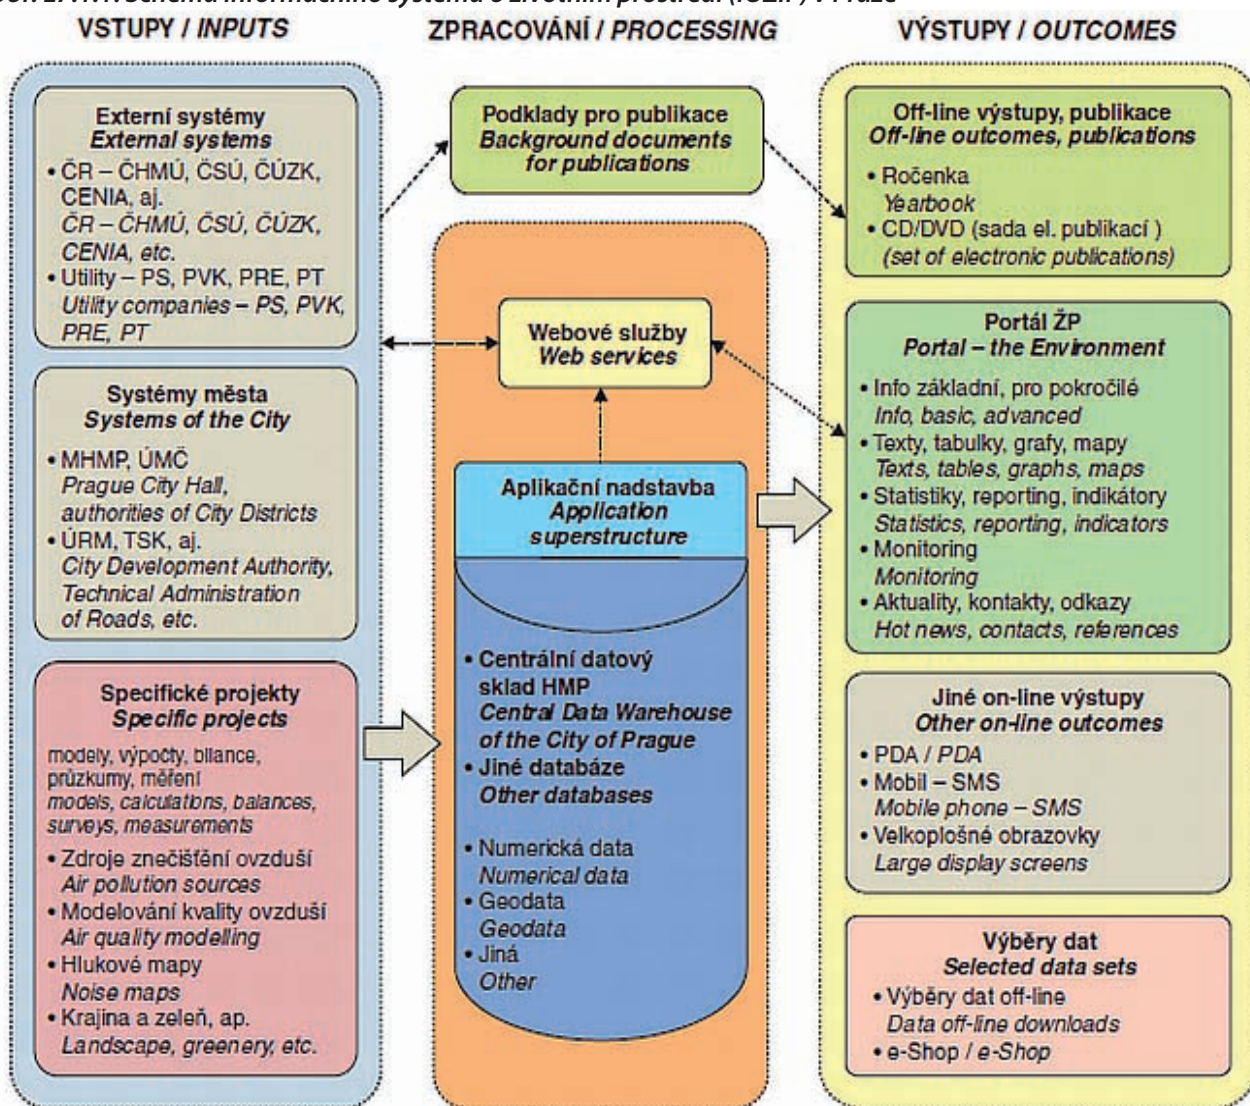 VSTUPY / INPUTS
Externí systémy
External systems
• ČR – ČHMÚ, ČSÚ, ČÚZK,
CENIA, aj.
ČR – ČHMÚ, ČSÚ, ČÚZK,
CENIA, etc.
• Utility – PS, PVK, PRE, PT
Utility companies – PS, PVK,
PRE, PT
Systémy města
Systems of the City
• MHMP, ÚMČ
Prague City Hall,
authorities of City Districts
• ÚRM, TSK, aj.
City Development Authority,
Technical Administration
of Roads, etc.
Specifické projekty
Specific projects
modely, výpočty, bilance,
průzkumy, měření
models, calculations, balances,
surveys, measurements
• Zdroje znečišťění ovzduší
Air pollution sources
• Modelování kvality ovzduší
Air quality modelling
• Hlukové mapy
Noise maps
• Krajina a zeleň, ap.
Landscape, greenery, etc.
ZPRACOVÁNÍ / PROCESSING
Podklady pro publikace
Background documents
for publications
Webové služby
Web services
Aplikační nadstavba
Application
superstructure
• Centrální datový
sklad HMP
Central Data Warehouse
of the City of Prague
• Jiné databáze
Other databases
• Numerická data
Numerical data
• Geodata
Geodata
• Jiná
Other
VÝSTUPY / OUTCOMES
Off-line výstupy, publikace
Off-line outcomes, publications
• Ročenka
Yearbook
• CD/DVD (sada el. publikací )
(set of electronic publications)
Portál ŽP
Portal – the Environment
• Info základní, pro pokročilé
Info, basic, advanced
• Texty, tabulky, grafy, mapy
Texts, tables, graphs, maps
• Statistiky, reporting, indikátory
Statistics, reporting, indicators
• Monitoring
Monitoring
• Aktuality, kontakty, odkazy
Hot news, contacts, references
Jiné on-line výstupy
Other on-line outcomes
• PDA / PDA
• Mobil – SMS
Mobile phone – SMS
• Velkoplošné obrazovky
Large display screens
Výběry dat
Selected data sets
• Výběry dat off-line
Data off-line downloads
• e-Shop / e-Shop